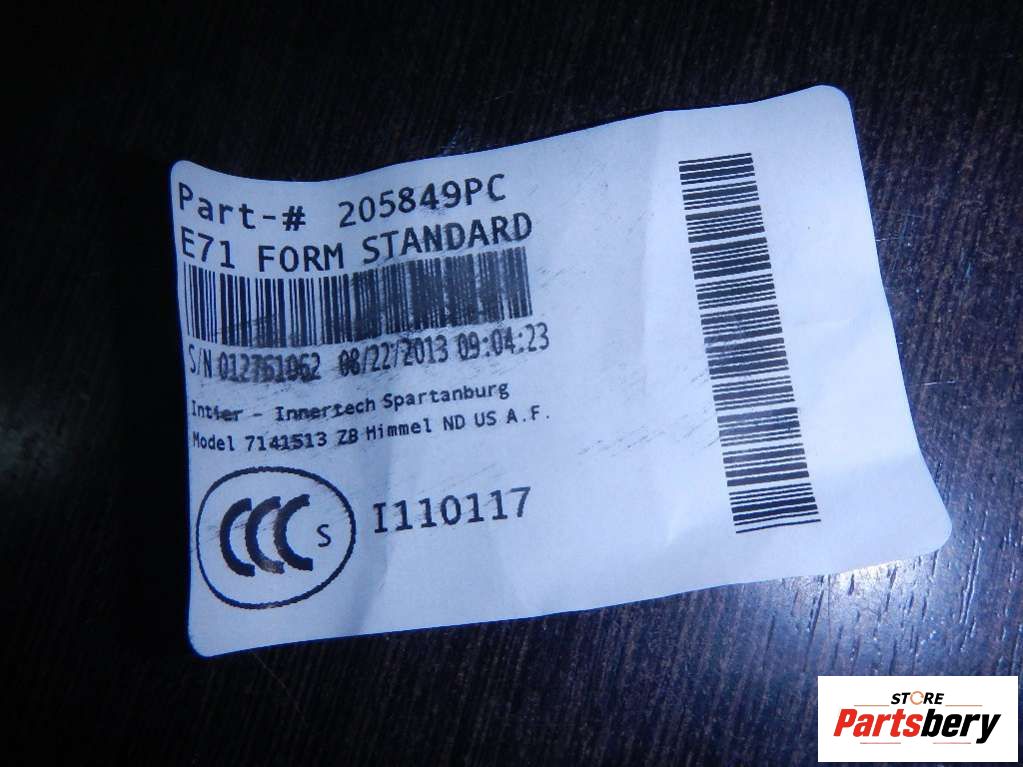 Part-# 205849PC
E71 FORM STANDARD
S/N 012761062 08/22/2013 09:04:23
Intier - Innertech Spartanburg
Model 7141513 ZB Himmel ND US A.F.
CCC S
I110117
STORE
Partsbery